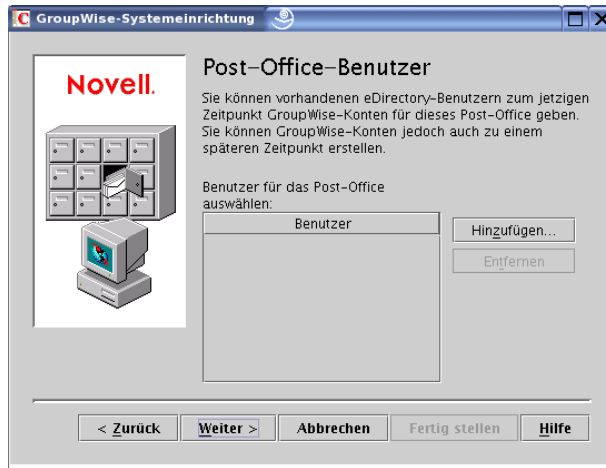 GroupWise-Systemeinrichtung
Novell.
Post-Office-Benutzer
Sie können vorhandenen eDirectory-Benutzern zum jetzigen
Zeitpunkt GroupWise-Konten für dieses Post-Office geben.
Sie können GroupWise-Konten jedoch auch zu einem
späteren Zeitpunkt erstellen.
Benutzer für das Post-Office
auswählen:
Benutzer
Hinzufügen...
Entfernen
< Zurück
Weiter >
Abbrechen
Fertig stellen
Hilfe